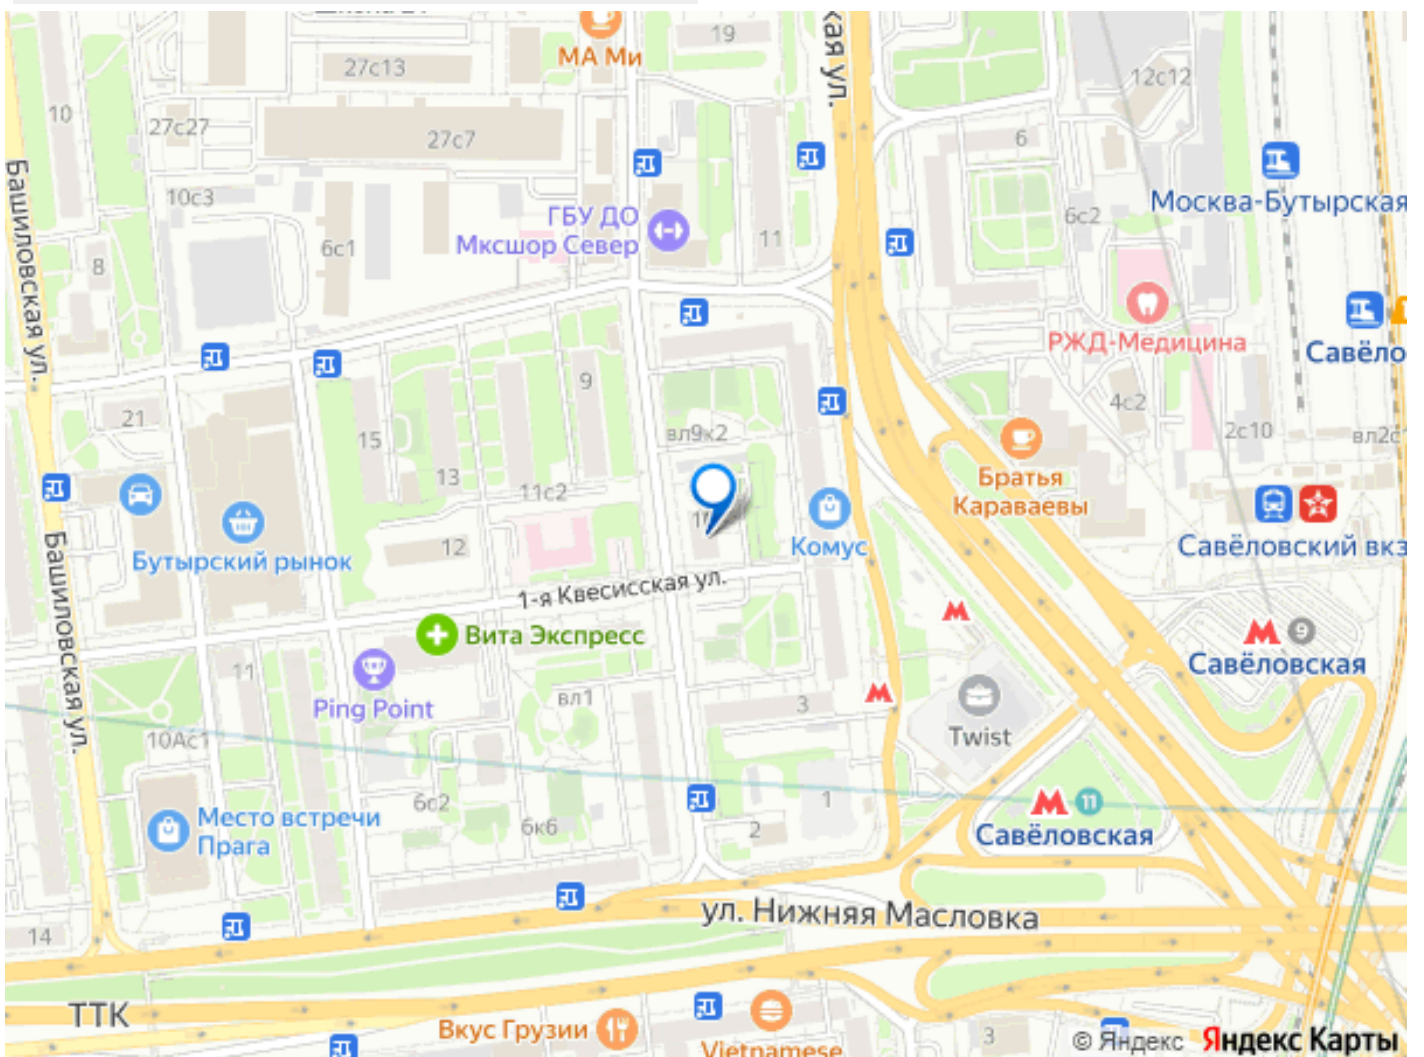 19
МА Ми
кая ул.
27с13
12с12
10
27с27
27с7
6
Москва-Бутырская
10с3
6с2
ГБУ ДО
Мксшор Север
11
6с1
Башиловская ул.
8
РЖД-Медицина
Савёло
9
4с2
21
15
вл9к2
2с10
13
11с2
Братья
Караваевы
Комус
12
Бутырский рынок
Савёловский вкз
1-я Квесисская ул.
Башиловская ул.
Вита Экспресс
М
М 9
Савёловская
11
Ping Point
вл1
М
3
10Ас1
Twist
6с2
1
М 11
Место встречи
Прага
6к6
2
Савёловская
ул. Нижняя Масловка
14
ТТК
Вкус Грузии
Vietnamese
3
© Яндекс Яндекс Карты